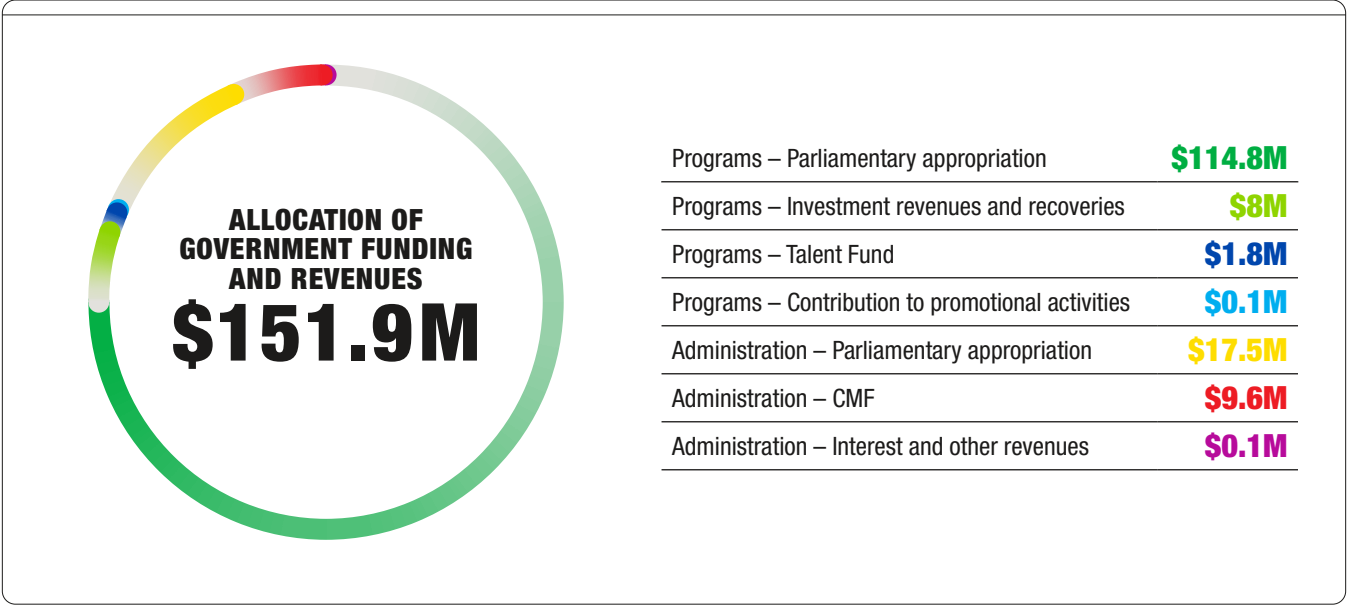 ALLOCATION OF
GOVERNMENT FUNDING
AND REVENUES
$151.9M
Programs – Parliamentary appropriation $114.8M
Programs – Investment revenues and recoveries $8M
Programs – Talent Fund $1.8M
Programs – Contribution to promotional activities $0.1M
Administration – Parliamentary appropriation $17.5M
Administration – CMF $9.6M
Administration – Interest and other revenues $0.1M